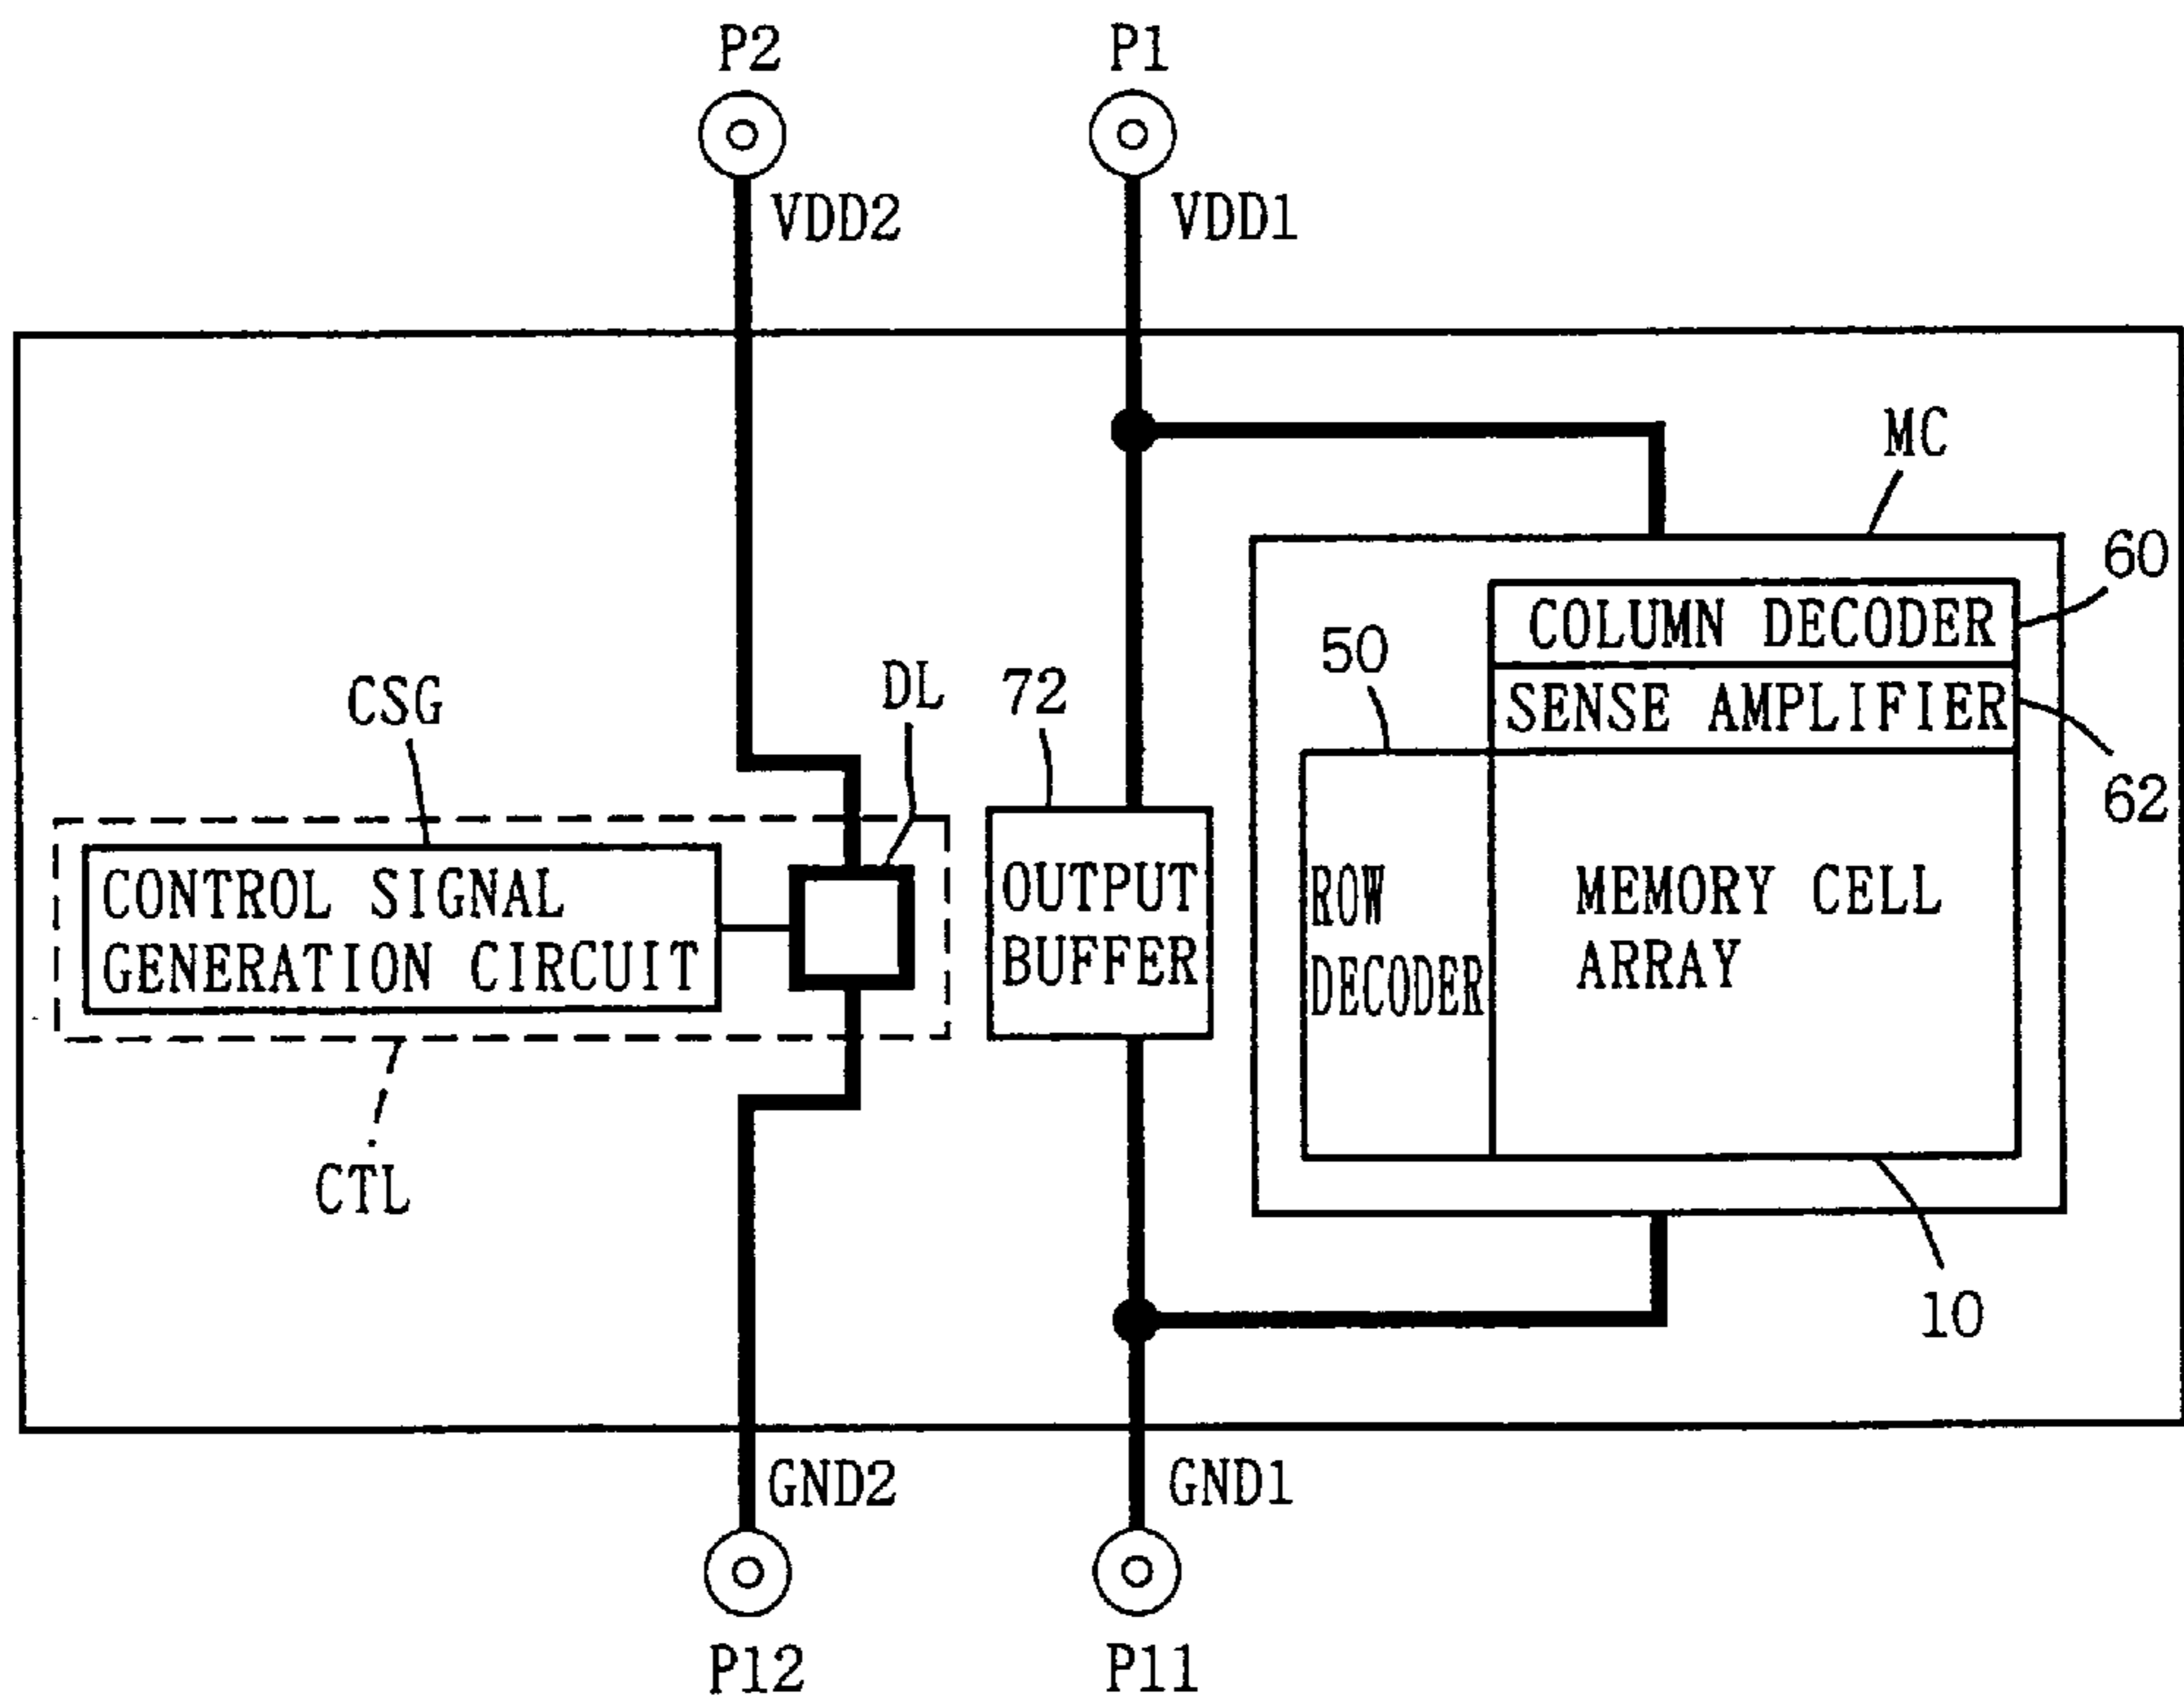 P2
P1
VDD2
VDD1
MC
60
COLUMN DECODER
50
SENSE AMPLIFIER
DL
72
CSG
62
CONTROL SIGNAL
GENERATION CIRCUIT
OUTPUT
BUFFER
ROW
DECODER
MEMORY CELL
ARRAY
CTL
10
GND2
GND1
P12
P11